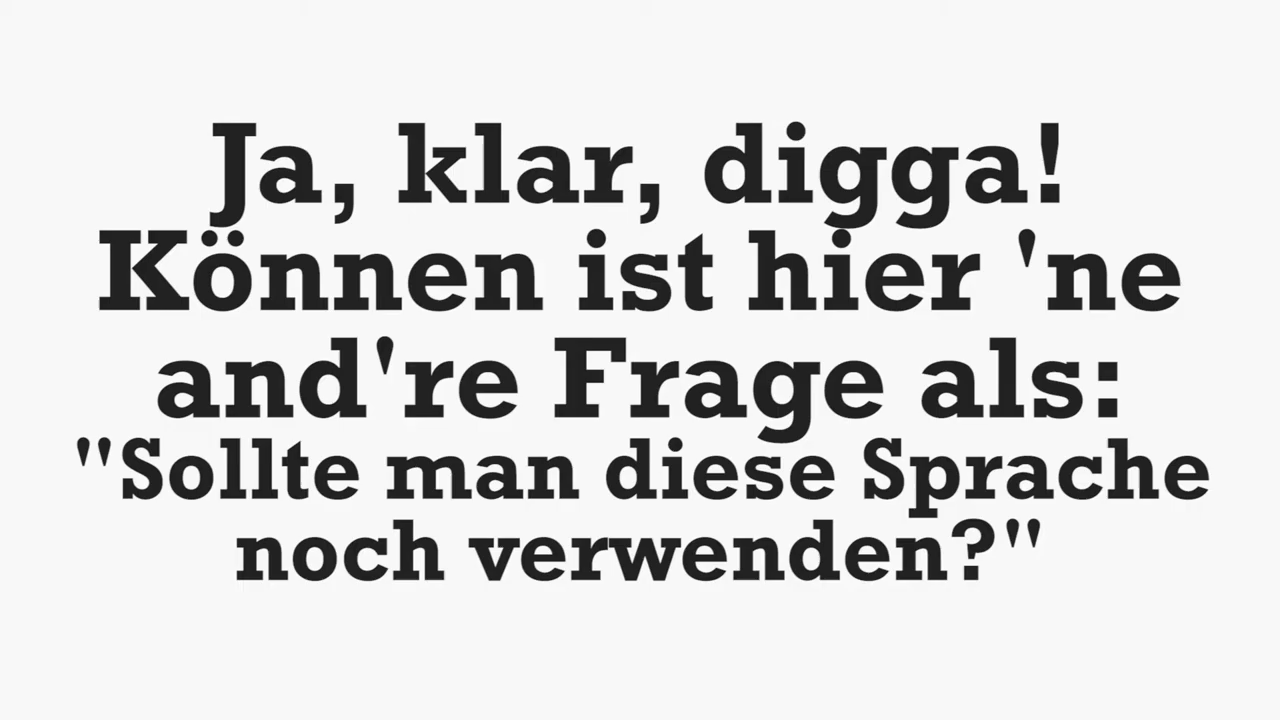 Ja, klar, digga!
Können ist hier 'ne
and're Frage als:
"Sollte man diese Sprache
noch verwenden?"